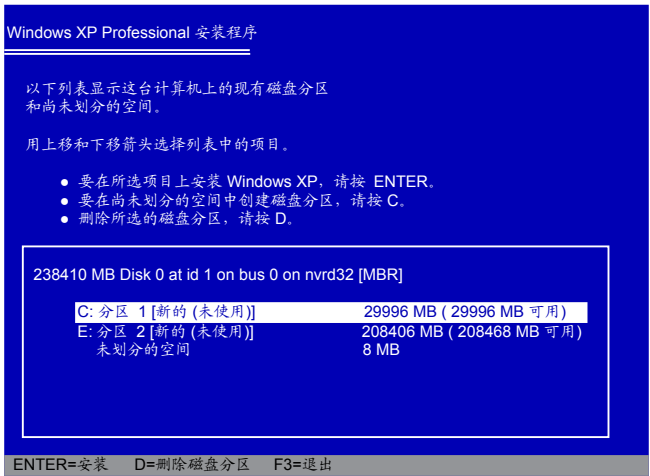 Windows XP Professional 安装程序
以下列表显示这台计算机上的现有磁盘分区
和尚未划分的空间。
用上移和下移箭头选择列表中的项目。
● 要在所选项目上安装 Windows XP，请按 ENTER。
● 要在尚未划分的空间中创建磁盘分区，请按 C。
● 删除所选的磁盘分区，请按 D。
238410 MB Disk 0 at id 1 on bus 0 on nvrd32 [MBR]
C: 分区 1 [新的 (未使用)] 29996 MB ( 29996 MB 可用)
E: 分区 2 [新的 (未使用)] 208406 MB ( 208468 MB 可用)
未划分的空间 8 MB
ENTER=安装 D=删除磁盘分区 F3=退出